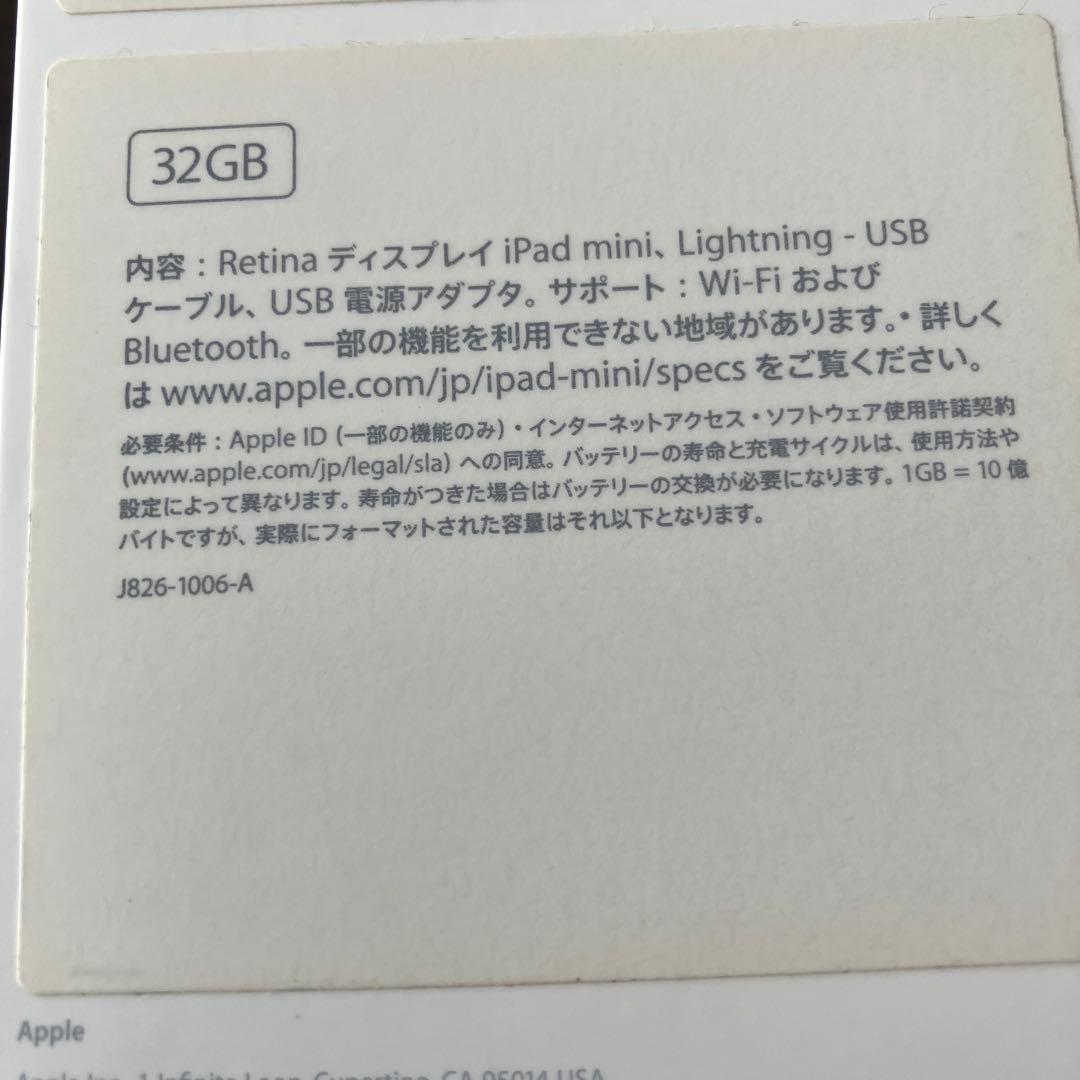 32GB
内容：Retina ディスプレイ iPad mini、Lightning - USB
ケーブル、USB 電源アダプタ。サポート：Wi-Fi および
Bluetooth。一部の機能を利用できない地域があります。• 詳しく
は www.apple.com/jp/ipad-mini/specs をご覧ください。
必要条件：Apple ID (一部の機能のみ)・インターネットアクセス・ソフトウェア使用許諾契約
(www.apple.com/jp/legal/sla) への同意。バッテリーの寿命と充電サイクルは、使用方法や
設定によって異なります。寿命がつきた場合はバッテリーの交換が必要になります。1GB = 10 億
バイトですが、実際にフォーマットされた容量はそれ以下となります。
J826-1006-A
Apple
Apple Inc., 1 Infinite Loop, Cupertino, CA 95014 USA